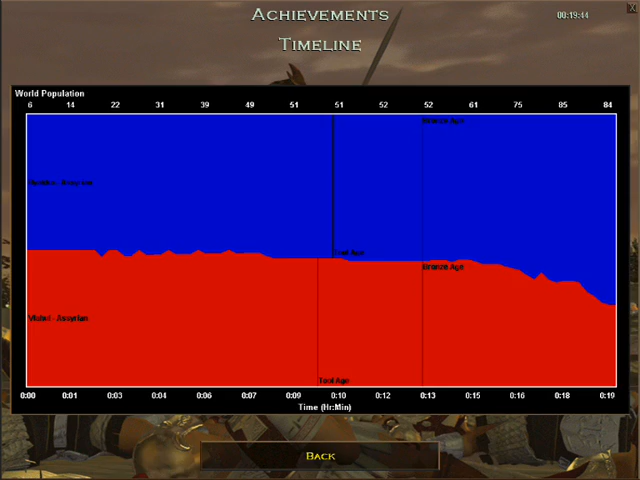 ACHIEVEMENTS
00:19:44
X
TIMELINE
World Population
6 14 22 31 39 49 51 51 52 52 61 75 85 84
Bronze Age
- Assyrian
Tool Age
Bronze Age
- Assyrian
Tool Age
0:00 0:01 0:03 0:04 0:06 0:07 0:09 0:10 0:12 0:13 0:15 0:16 0:18 0:19
Time (Hr:Min)
BACK